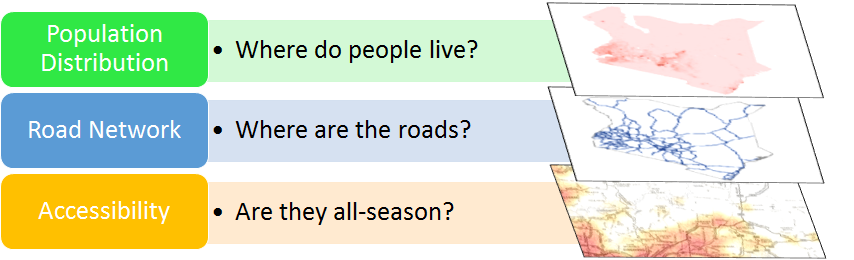 Population
Distribution
• Where do people live?
Road Network
• Where are the roads?
Accessibility
• Are they all-season?